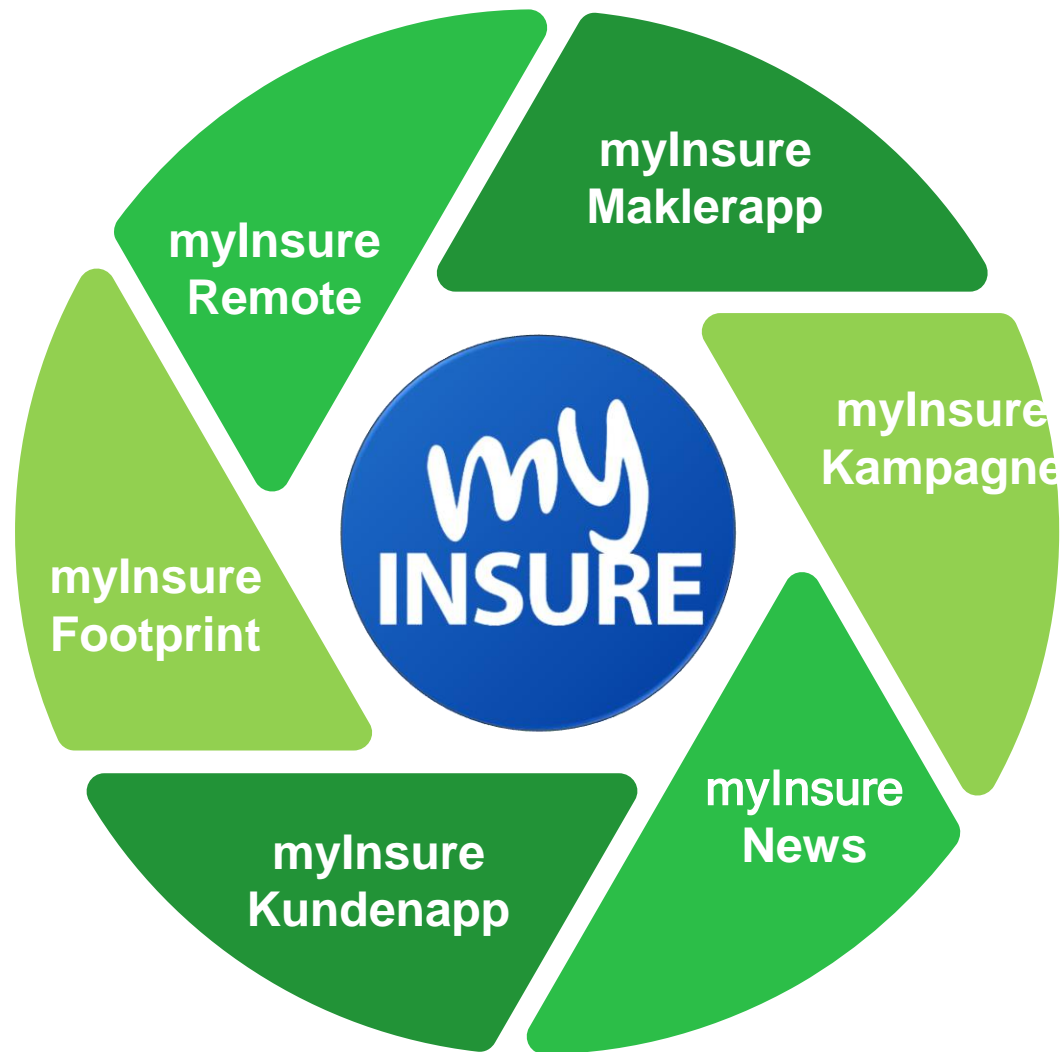 myInsure
Maklerapp
myInsure
Remote
myInsure
Kampagne
my
INSURE
myInsure
Footprint
myInsure
News
myInsure
Kundenapp